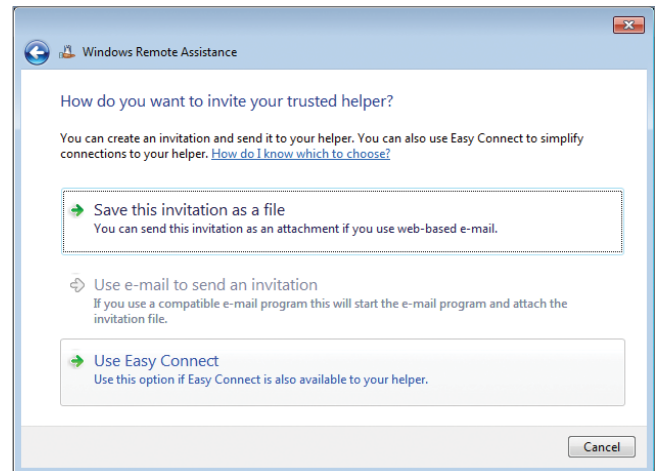 Windows Remote Assistance
How do you want to invite your trusted helper?
You can create an invitation and send it to your helper. You can also use Easy Connect to simplify
connections to your helper. How do I know which to choose?
Save this invitation as a file
You can send this invitation as an attachment if you use web-based e-mail.
Use e-mail to send an invitation
If you use a compatible e-mail program this will start the e-mail program and attach the
invitation file.
Use Easy Connect
Use this option if Easy Connect is also available to your helper.
Cancel